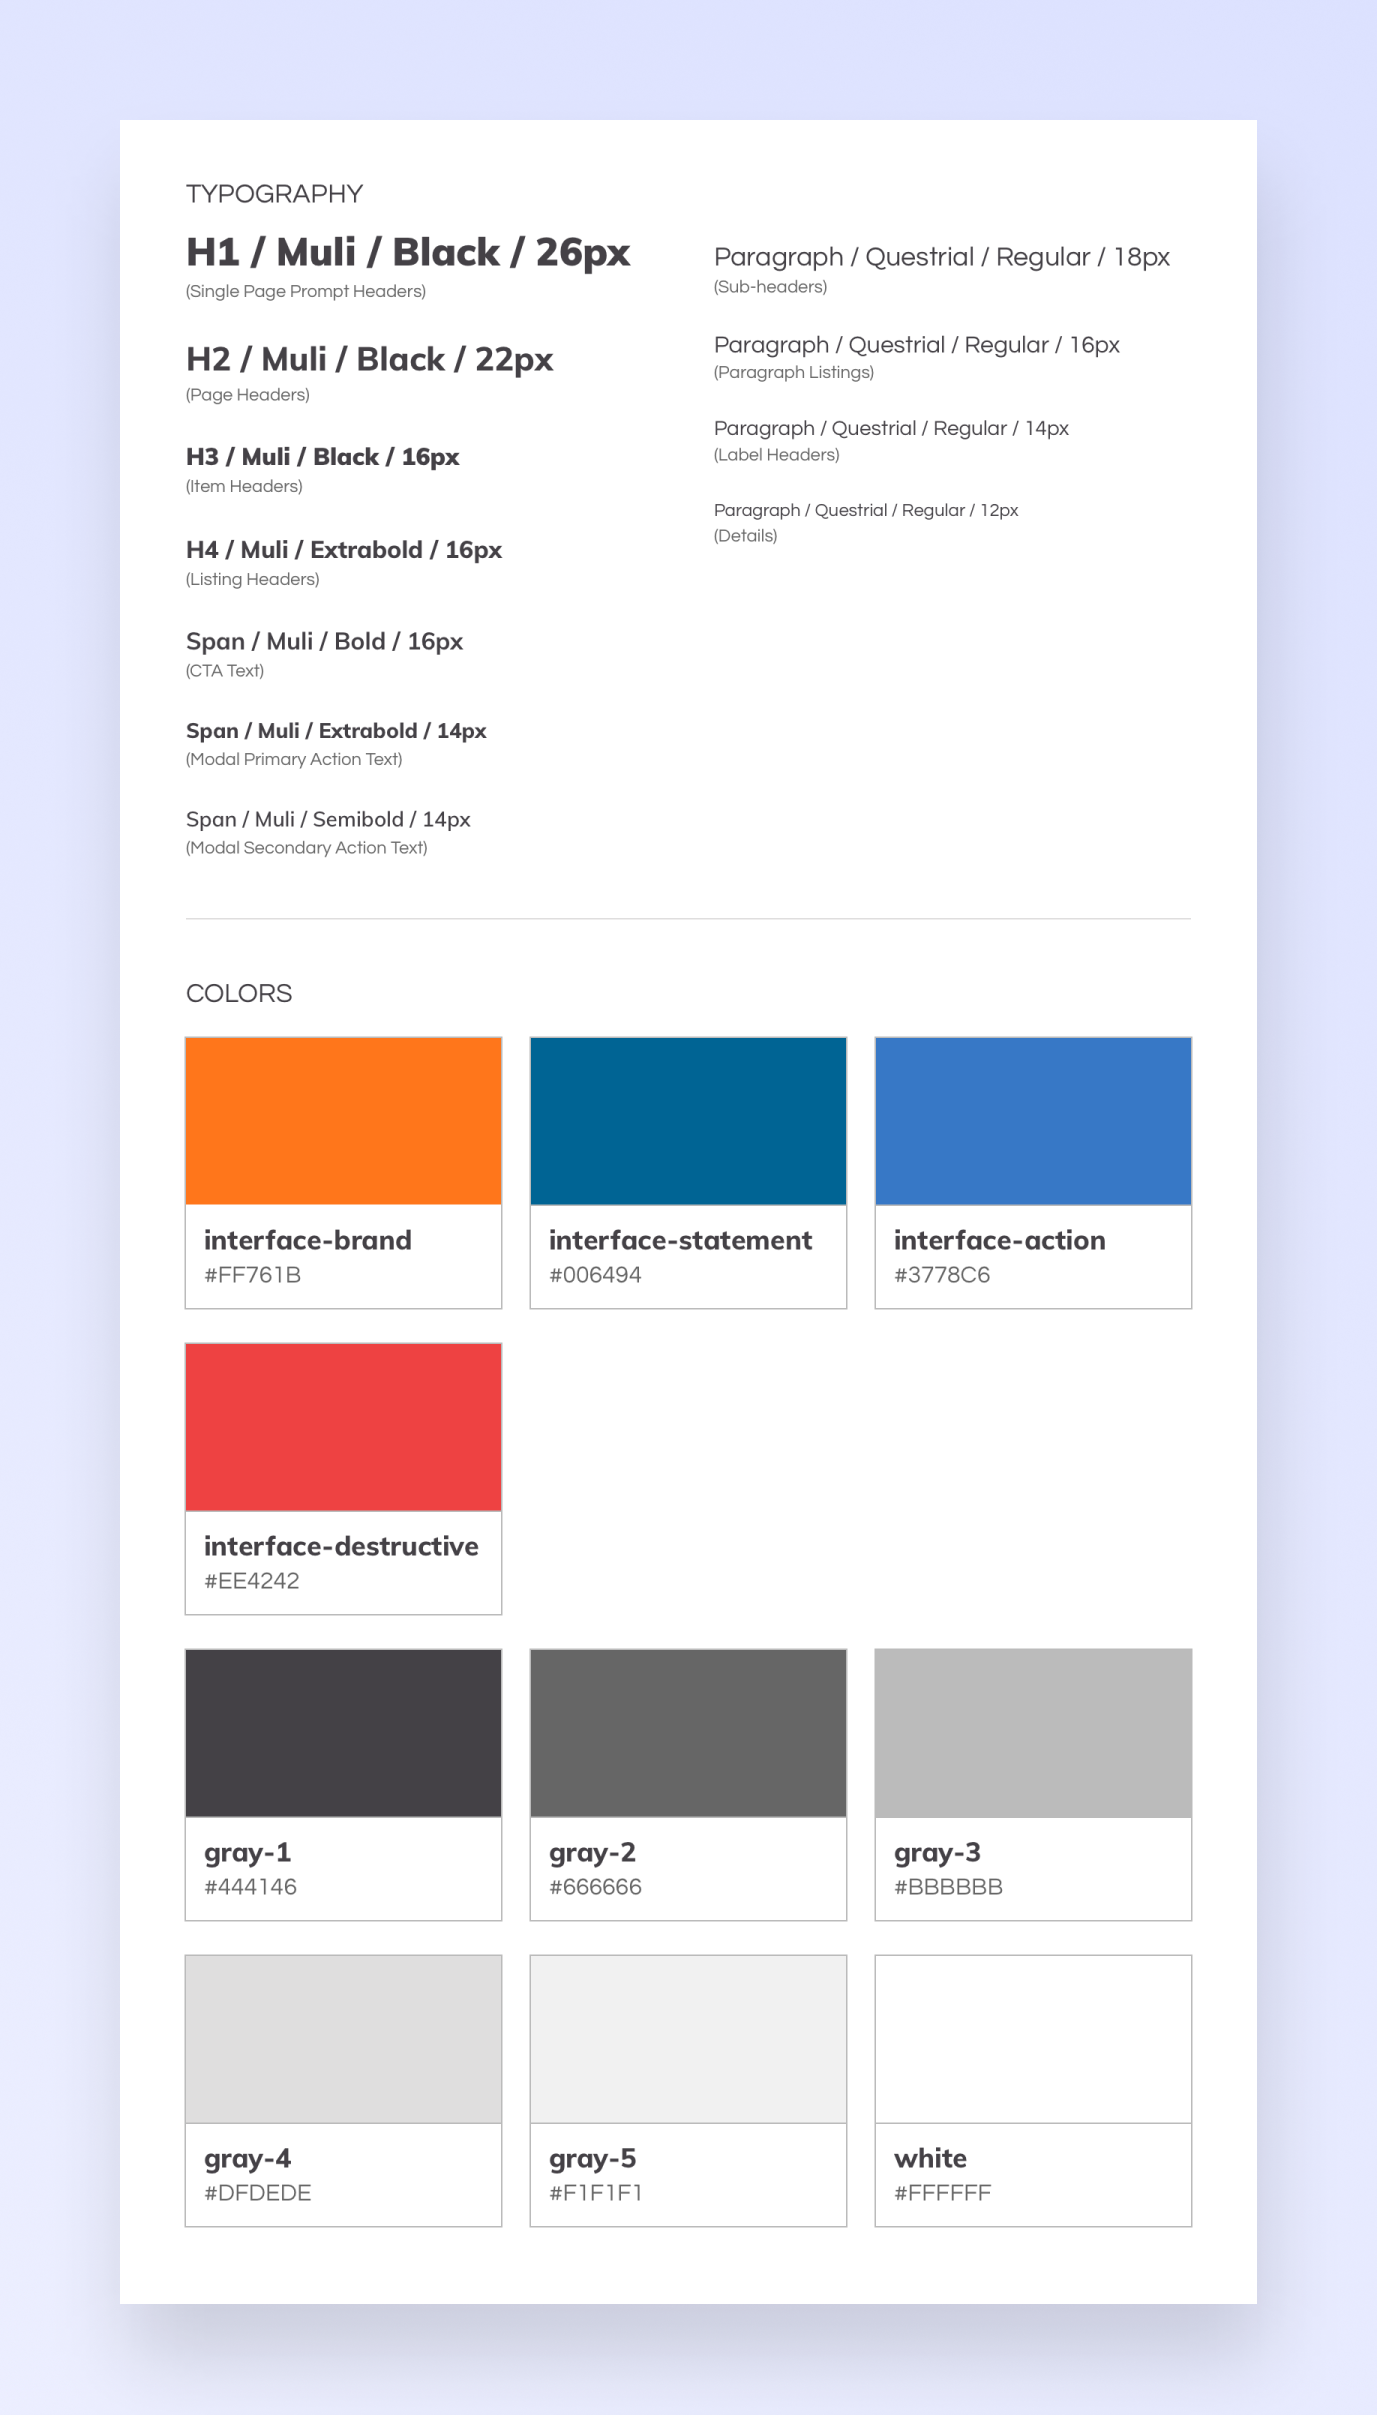 TYPOGRAPHY
H1 / Muli / Black / 26px
(Single Page Prompt Headers)
H2 / Muli / Black / 22px
(Page Headers)
H3 / Muli / Black / 16px
(Item Headers)
H4 / Muli / Extrabold / 16px
(Listing Headers)
Span / Muli / Bold / 16px
(CTA Text)
Span / Muli / Extrabold / 14px
(Modal Primary Action Text)
Span / Muli / Semibold / 14px
(Modal Secondary Action Text)
Paragraph / Questrial / Regular / 18px
(Sub-headers)
Paragraph / Questrial / Regular / 16px
(Paragraph Listings)
Paragraph / Questrial / Regular / 14px
(Label Headers)
Paragraph / Questrial / Regular / 12px
(Details)
COLORS
interface-brand
#FF761B
interface-statement
#006494
interface-action
#3778C6
interface-destructive
#EE4242
gray-1
#444146
gray-2
#666666
gray-3
#BBBBBB
gray-4
#DFDEDE
gray-5
#F1F1F1
white
#FFFFFF